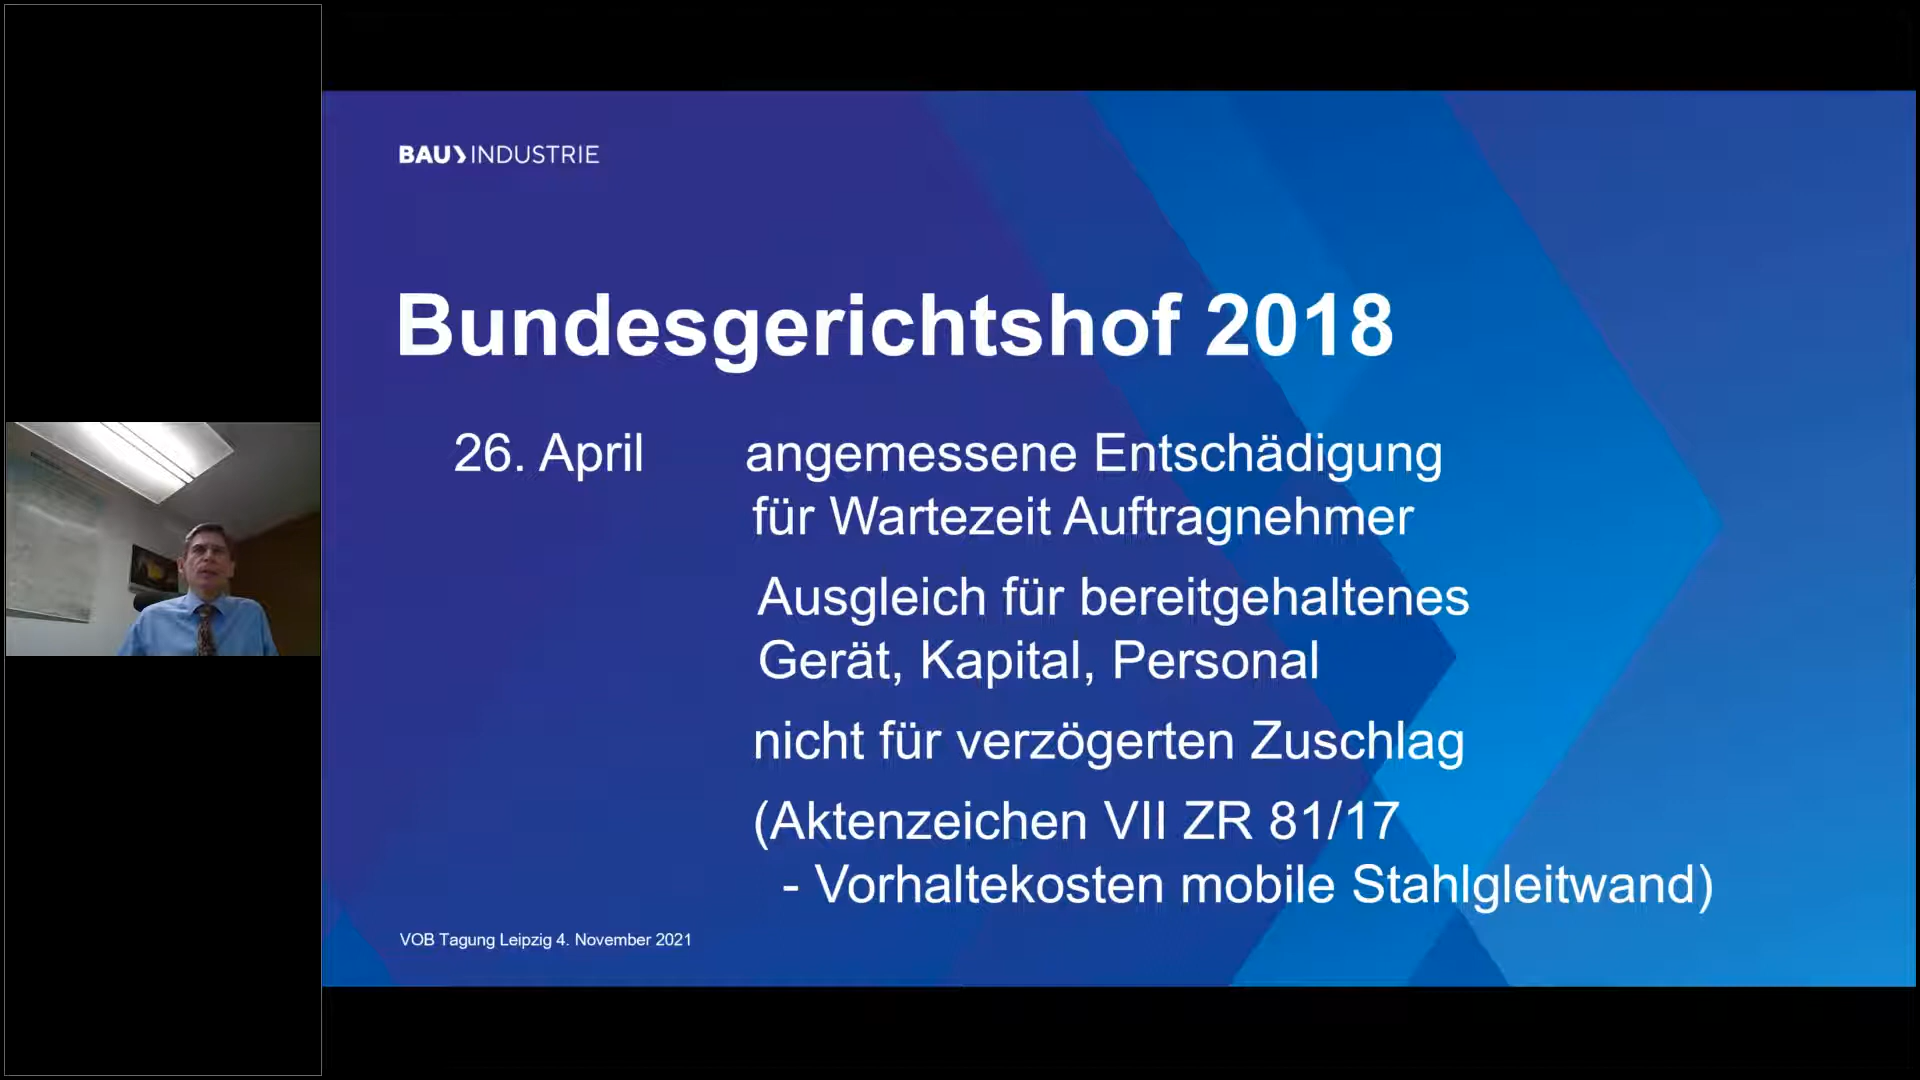 BAU❯INDUSTRIE
Bundesgerichtshof 2018
26. April angemessene Entschädigung
für Wartezeit Auftragnehmer
Ausgleich für bereitgehaltenes
Gerät, Kapital, Personal
nicht für verzögerten Zuschlag
(Aktenzeichen VII ZR 81/17
- Vorhaltekosten mobile Stahlgleitwand)
VOB Tagung Leipzig 4. November 2021